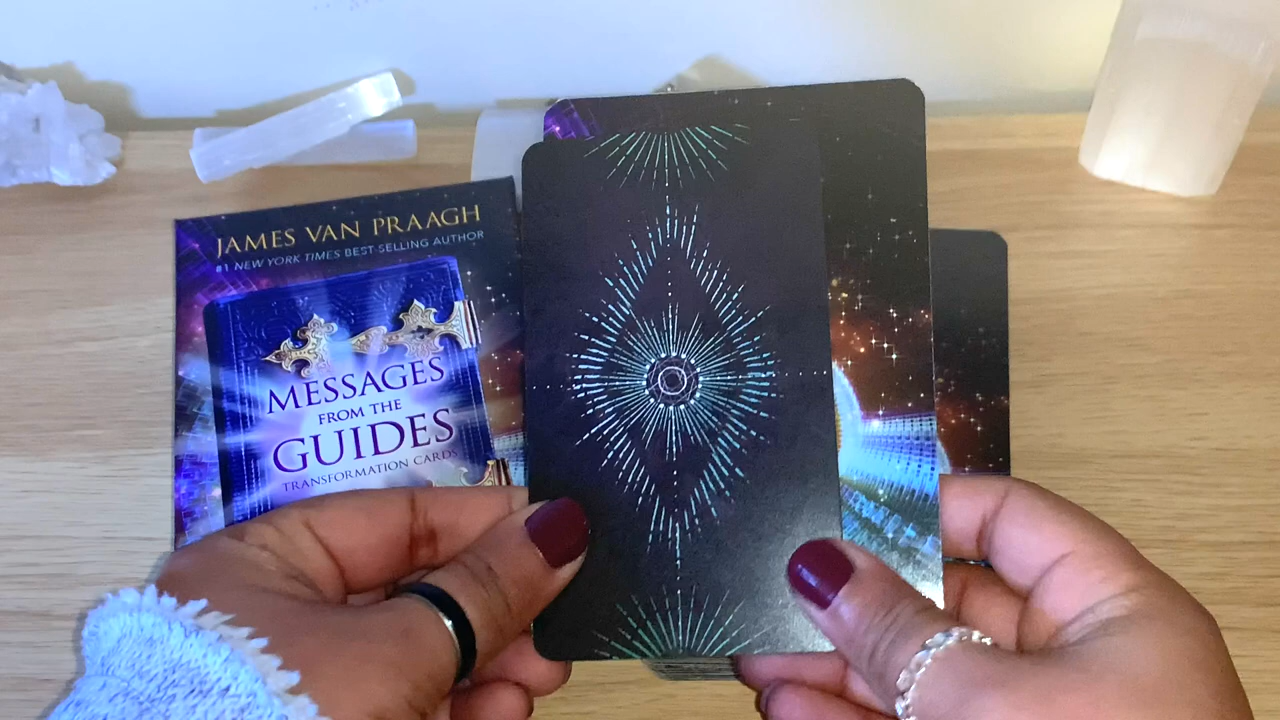 JAMES VAN PRAAGH
#1 NEW YORK TIMES BEST-SELLING AUTHOR
MESSAGES
FROM THE
GUIDES
TRANSFORMATION CARDS